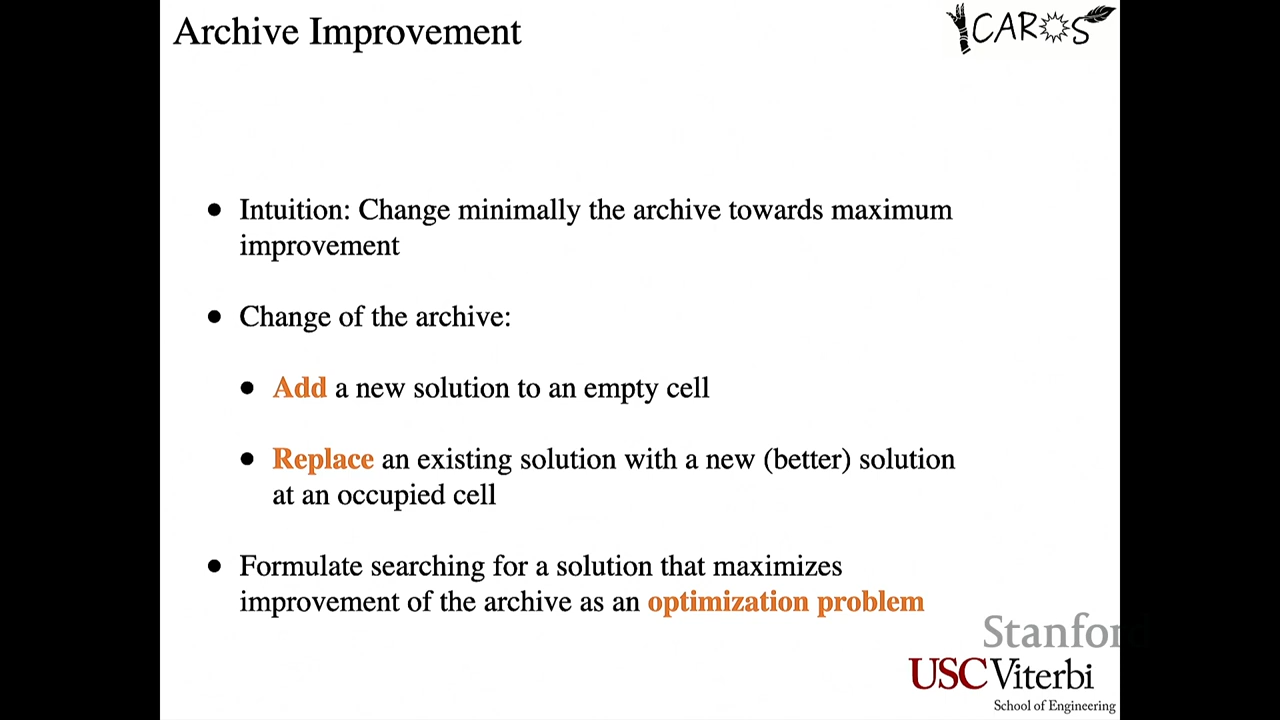 Archive Improvement
ICAROS
● Intuition: Change minimally the archive towards maximum
improvement
● Change of the archive:
● Add a new solution to an empty cell
● Replace an existing solution with a new (better) solution
at an occupied cell
● Formulate searching for a solution that maximizes
improvement of the archive as an optimization problem
Stanford
USC Viterbi
School of Engineering